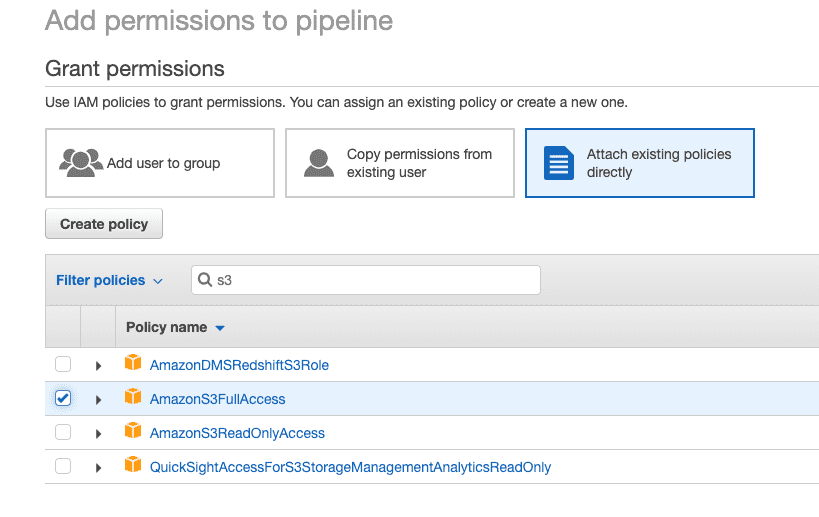 Add permissions to pipeline
Grant permissions
Use IAM policies to grant permissions. You can assign an existing policy or create a new one.
Add user to group
Copy permissions from
existing user
Attach existing policies
directly
Create policy
Filter policies
s3
Policy name
AmazonDMSRedshiftS3Role
AmazonS3FullAccess
AmazonS3ReadOnlyAccess
QuickSightAccessForS3StorageManagementAnalyticsReadOnly